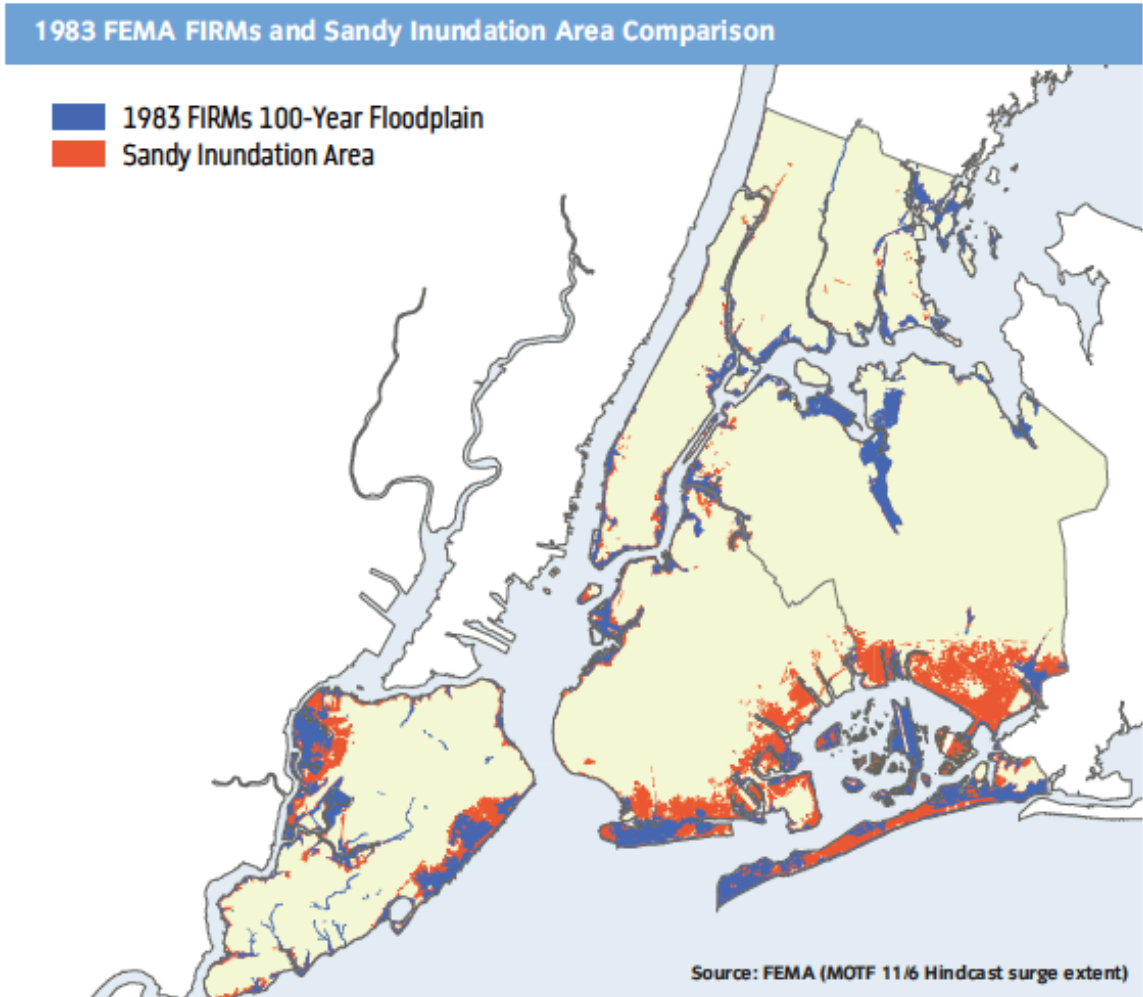 1983 FEMA FIRMs and Sandy Inundation Area Comparison
1983 FIRMs 100-Year Floodplain
Sandy Inundation Area
Source: FEMA (MOTF 11/6 Hindcast surge extent)